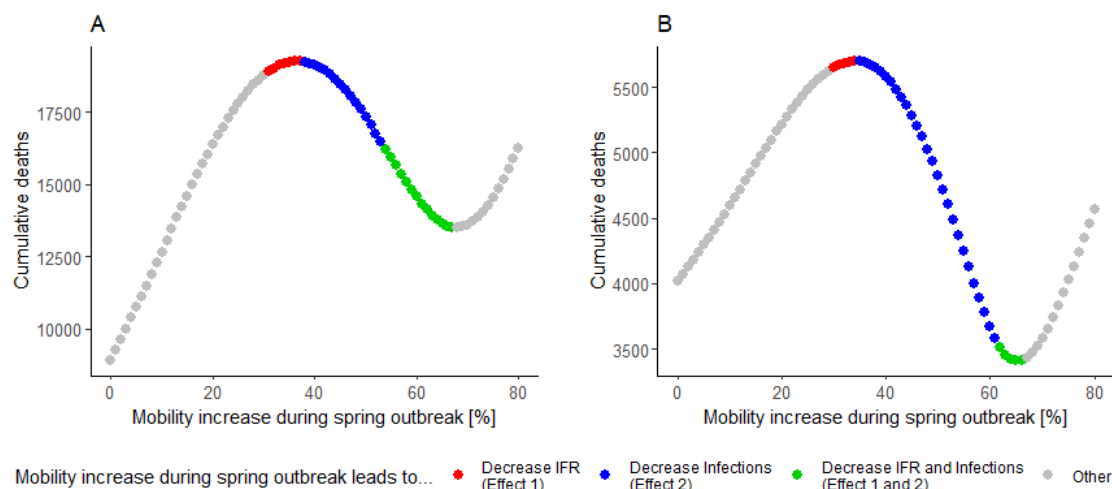 A
B
Cumulative deaths
17500
15000
12500
10000
0 20 40 60 80
Mobility increase during spring outbreak [%]
Cumulative deaths
5500
5000
4500
4000
3500
0 20 40 60 80
Mobility increase during spring outbreak [%]
Mobility increase during spring outbreak leads to...
Decrease IFR
(Effect 1)
Decrease Infections
(Effect 2)
Decrease IFR and Infections
(Effect 1 and 2)
Other